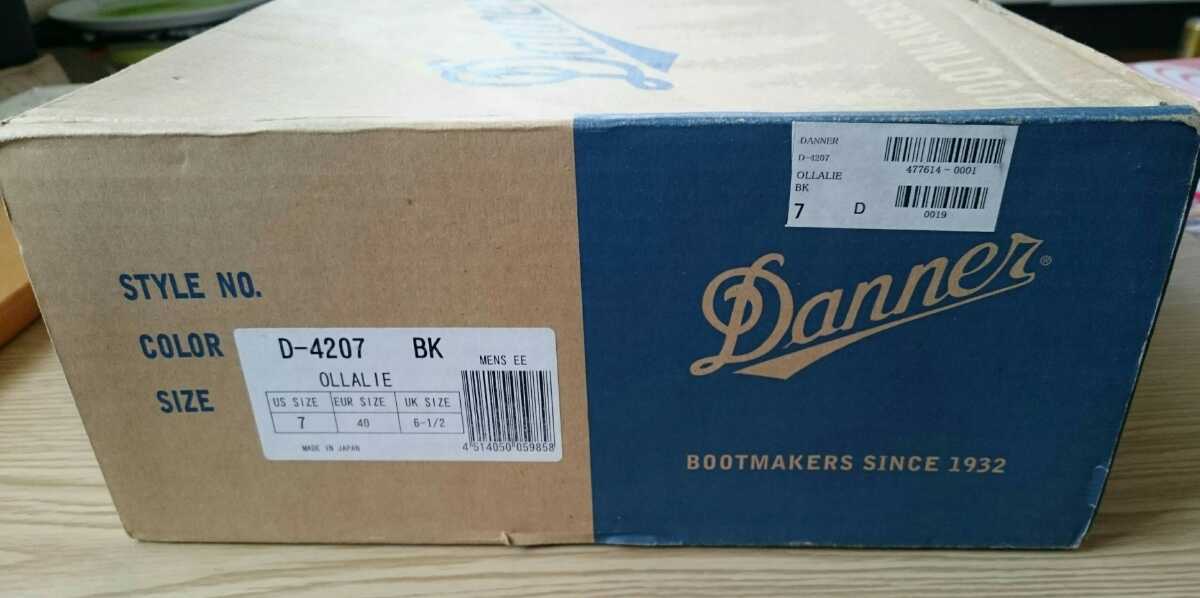 Danner
BOOTMAKERS
STYLE NO.
COLOR
SIZE
D-4207 BK
MENS EE
OLLALIE
US SIZE EUR SIZE UK SIZE
7 40 6-1/2
MADE IN JAPAN
4 514050 059858
DANNER
D-4207
OLLALIE
BK
7 D
477614-0001
0019
Danner®
BOOTMAKERS SINCE 1932